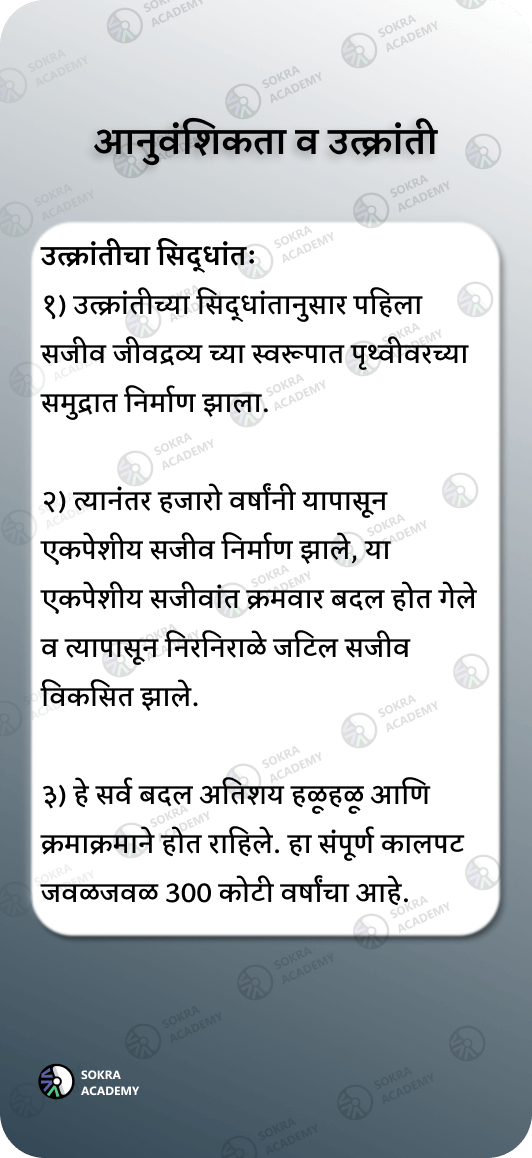 आनुवंशिकता व उत्क्रांती
उत्क्रांतीचा सिद्धांतः
१) उत्क्रांतीच्या सिद्धांतानुसार पहिला
सजीव जीवद्रव्य च्या स्वरूपात पृथ्वीवरच्या
समुद्रात निर्माण झाला.
२) त्यानंतर हजारो वर्षांनी यापासून
एकपेशीय सजीव निर्माण झाले, या
एकपेशीय सजीवांत क्रमवार बदल होत गेले
व त्यापासून निरनिराळे जटिल सजीव
विकसित झाले.
३) हे सर्व बदल अतिशय हळूहळू आणि
क्रमाक्रमाने होत राहिले. हा संपूर्ण कालपट
जवळजवळ 300 कोटी वर्षांचा आहे.
SOKRA
ACADEMY